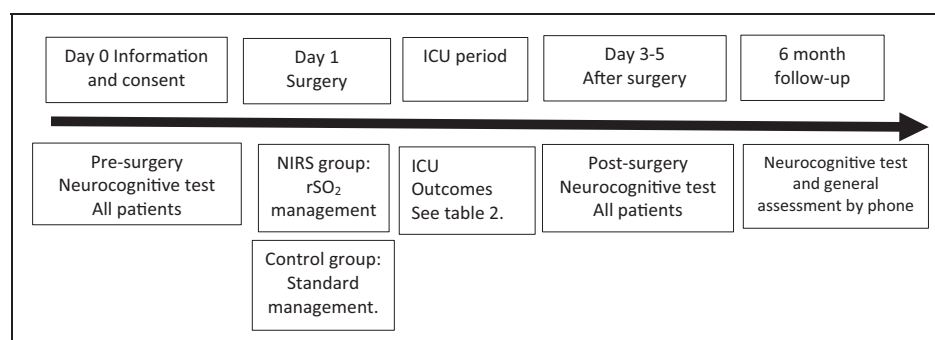 Day 0 Information
and consent
Day 1
Surgery
ICU period
Day 3-5
After surgery
6 month
follow-up
Pre-surgery
Neurocognitive test
All patients
NIRS group:
rSO₂
management
Control group:
Standard
management.
ICU
Outcomes
See table 2.
Post-surgery
Neurocognitive test
All patients
Neurocognitive test
and general
assessment by phone